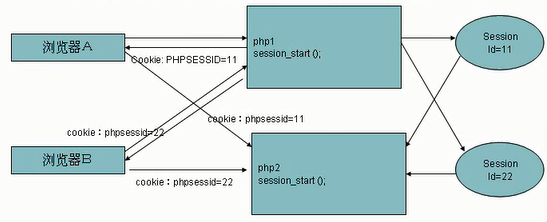 浏览器A
php1
session_start ();
Session
Id=11
Cookie: PHPSESSID=11
cookie：phpsessid=22
cookie：phpsessid=11
浏览器B
php2
session_start ();
Session
Id=22
cookie：phpsessid=22